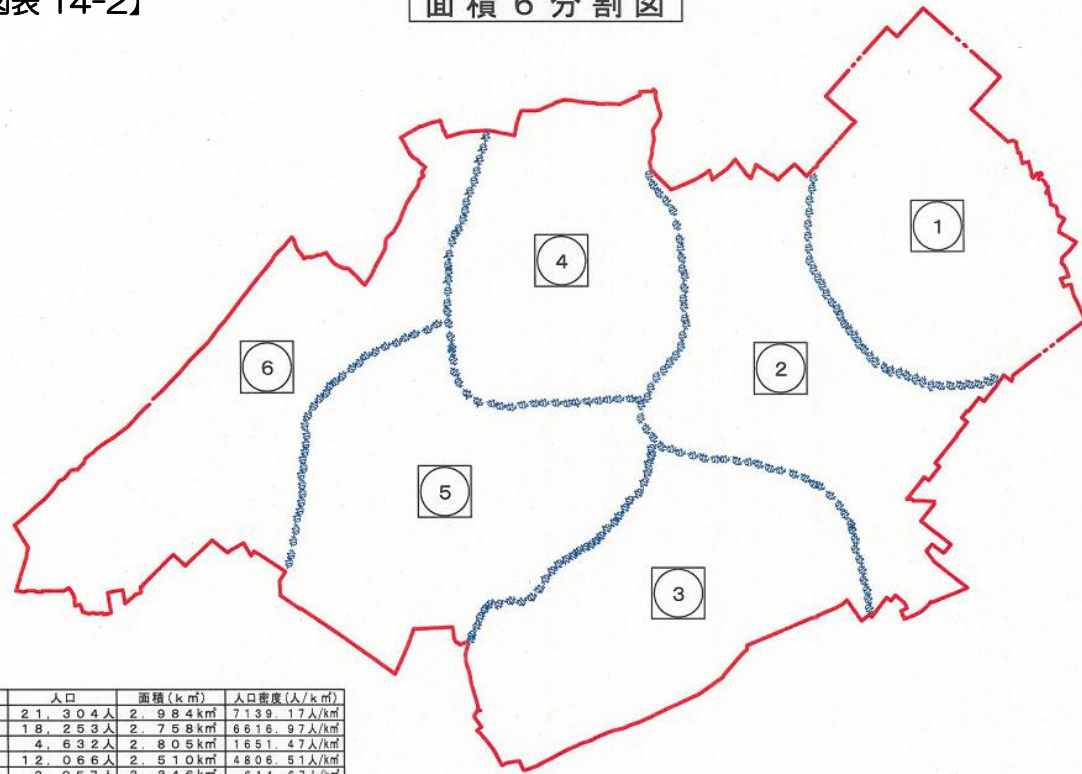 図表 14-2】
面積6分割図
1
4
2
6
5
3
人口 面積(k㎡) 人口密度(人/k㎡)
21,304人 2.984k㎡ 7139.17人/k㎡
18,253人 2.758k㎡ 6616.97人/k㎡
4,632人 2.805k㎡ 1651.47人/k㎡
12,066人 2.510k㎡ 4806.51人/k㎡